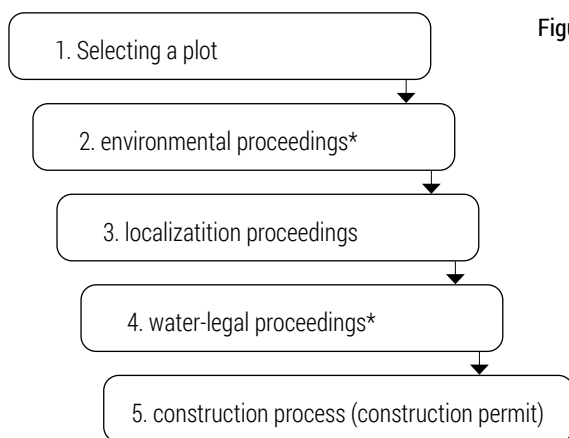 Figu
1. Selecting a plot
2. environmental proceedings*
3. localizatition proceedings
4. water-legal proceedings*
5. construction process (construction permit)